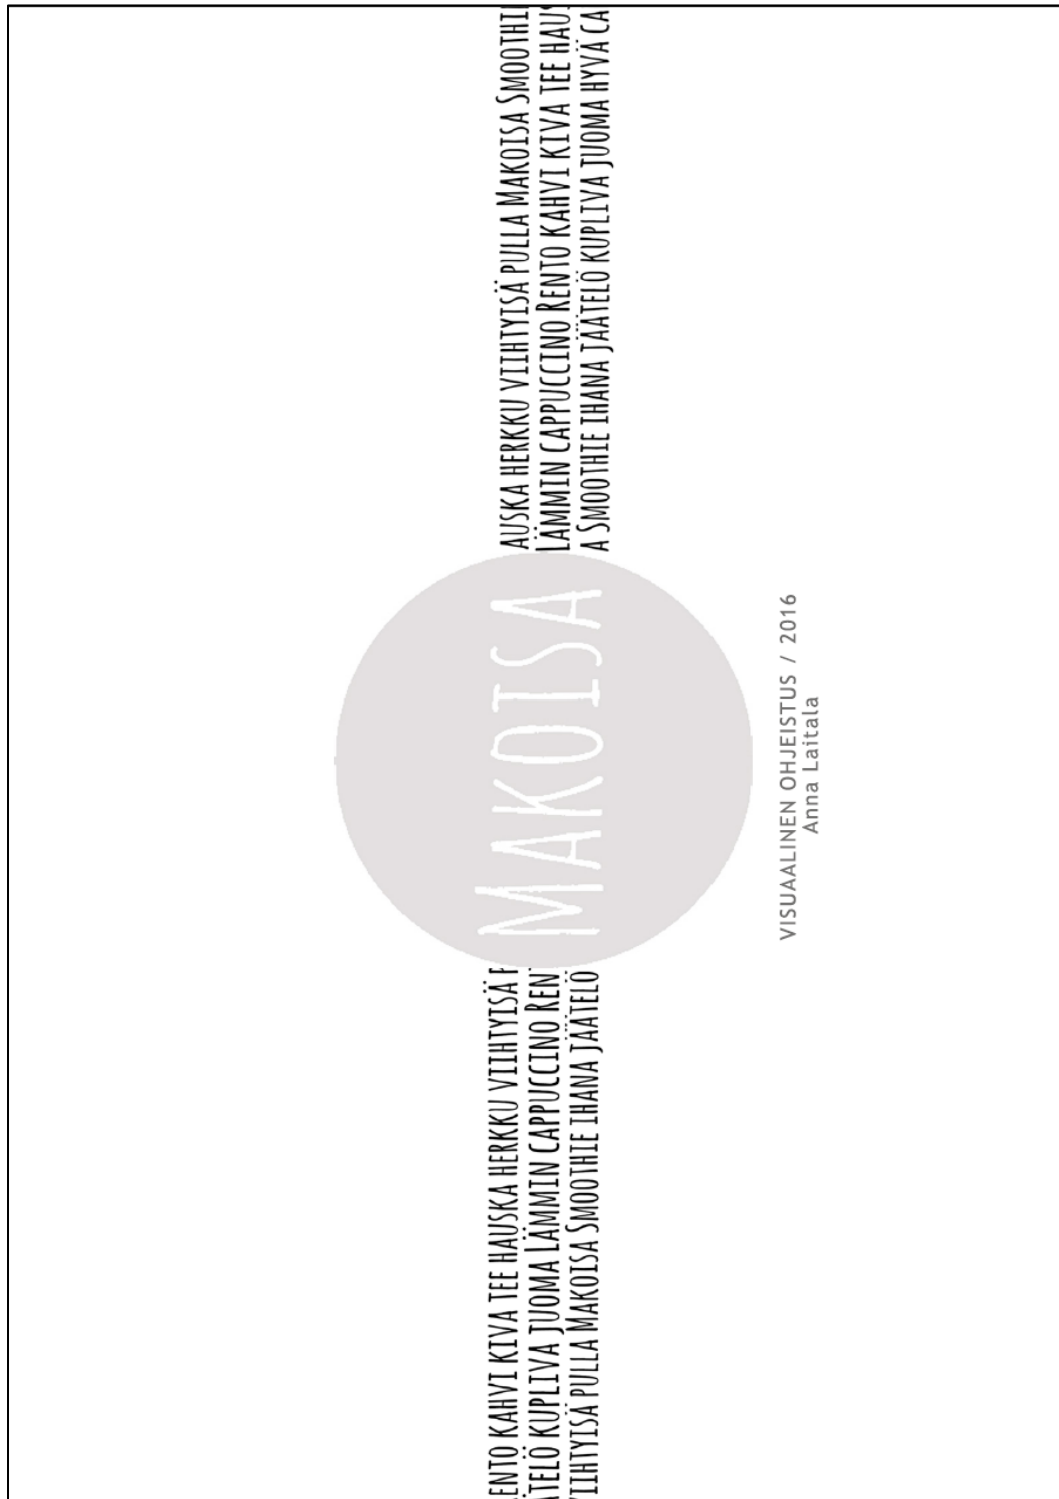 ENTO KAHVI KIVA TEE HAUSKA HERKKU VIIHTYISÄ
ÄTELÖ KUPLIVA JUOMA LÄMMIN CAPPUCCINO REN
VIIHTYISÄ PULLA MAKOISA SMOOTHIE IHANA JÄÄTELÖ
MAKOISA
AUSKA HERKKU VIIHTYISÄ PULLA MAKOISA SMOOTHI
LÄMMIN CAPPUCCINO RENTO KAHVI KIVA TEE HAUS
A SMOOTHIE IHANA JÄÄTELÖ KUPLIVA JUOMA HYVÄ CA
VISUAALINEN OHJEISTUS / 2016
Anna Laitala